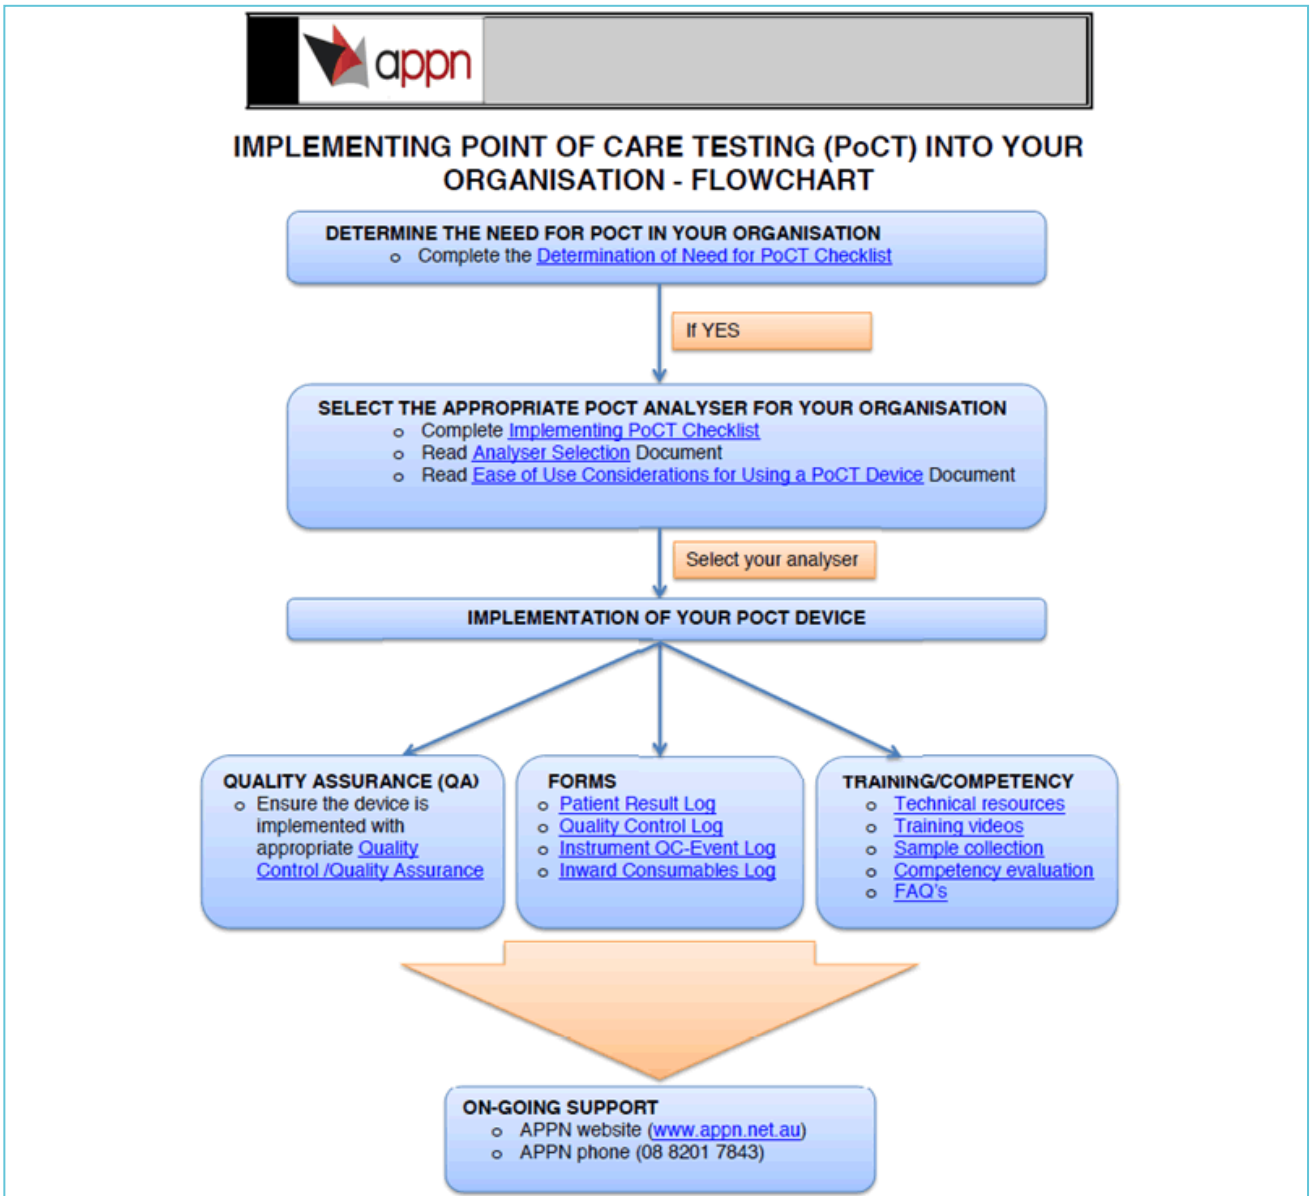 appn
IMPLEMENTING POINT OF CARE TESTING (PoCT) INTO YOUR
ORGANISATION - FLOWCHART
DETERMINE THE NEED FOR POCT IN YOUR ORGANISATION
o Complete the Determination of Need for PoCT Checklist
If YES
SELECT THE APPROPRIATE POCT ANALYSER FOR YOUR ORGANISATION
o Complete Implementing PoCT Checklist
o Read Analyser Selection Document
o Read Ease of Use Considerations for Using a PoCT Device Document
Select your analyser
IMPLEMENTATION OF YOUR POCT DEVICE
QUALITY ASSURANCE (QA)
o Ensure the device is
implemented with
appropriate Quality
Control /Quality Assurance
FORMS
o Patient Result Log
o Quality Control Log
o Instrument QC-Event Log
o Inward Consumables Log
TRAINING/COMPETENCY
o Technical resources
o Training videos
o Sample collection
o Competency evaluation
o FAQ's
ON-GOING SUPPORT
o APPN website (www.appn.net.au)
o APPN phone (08 8201 7843)